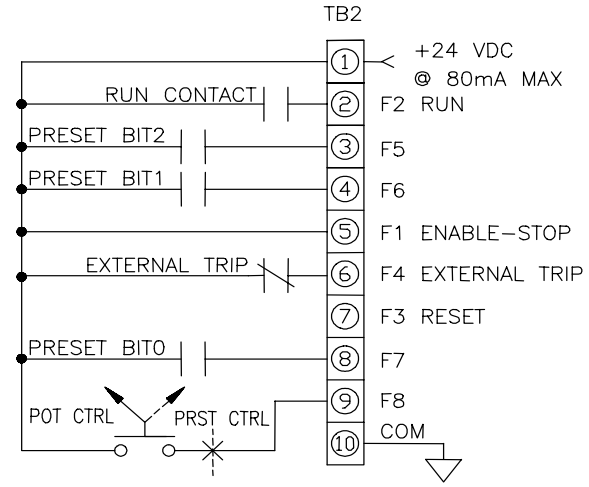 TB2
1 +24 VDC
@ 80mA MAX
RUN CONTACT 2 F2 RUN
PRESET BIT2 3 F5
PRESET BIT1 4 F6
5 F1 ENABLE-STOP
EXTERNAL TRIP 6 F4 EXTERNAL TRIP
7 F3 RESET
PRESET BIT0 8 F7
9 F8
POT CTRL PRST CTRL
10 COM